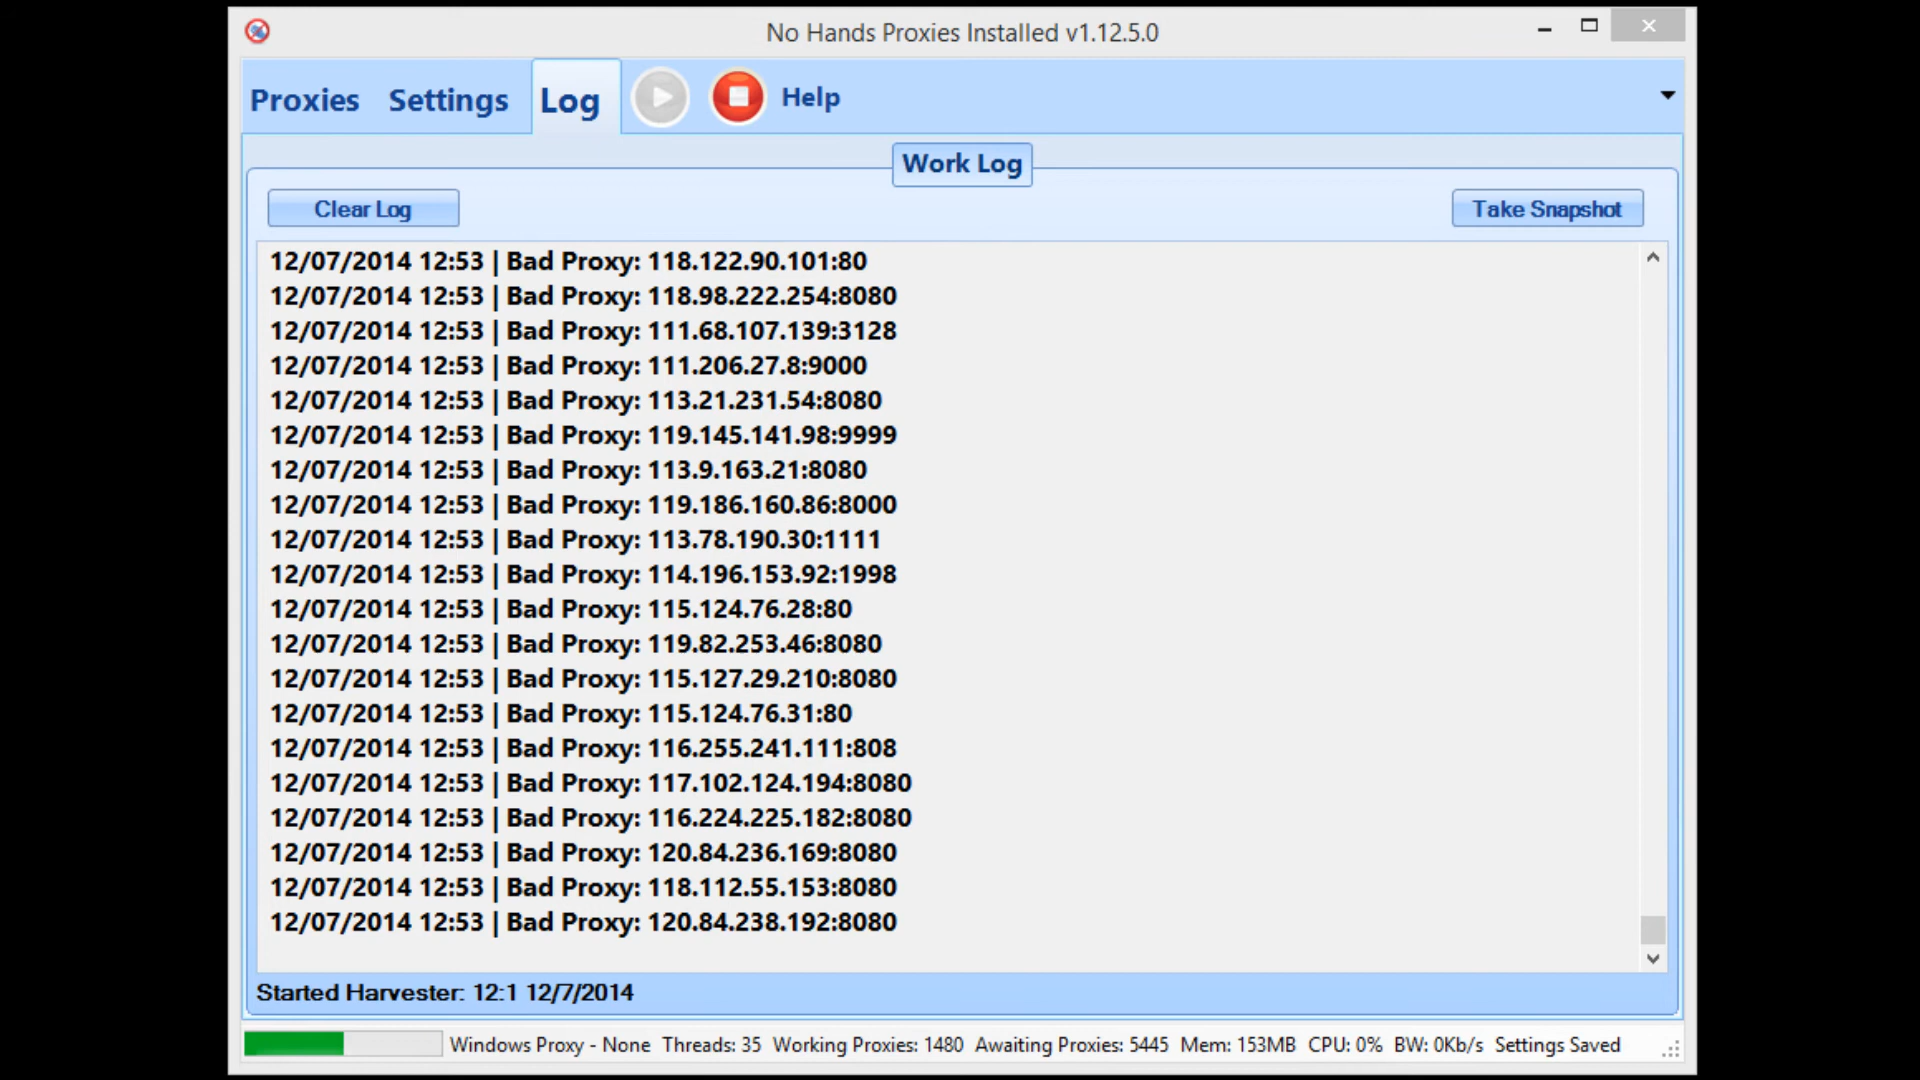 No Hands Proxies Installed v1.12.5.0
Proxies Settings Log Help
Work Log
Clear Log Take Snapshot
12/07/2014 12:53 | Bad Proxy: 118.122.90.101:80
12/07/2014 12:53 | Bad Proxy: 118.98.222.254:8080
12/07/2014 12:53 | Bad Proxy: 111.68.107.139:3128
12/07/2014 12:53 | Bad Proxy: 111.206.27.8:9000
12/07/2014 12:53 | Bad Proxy: 113.21.231.54:8080
12/07/2014 12:53 | Bad Proxy: 119.145.141.98:9999
12/07/2014 12:53 | Bad Proxy: 113.9.163.21:8080
12/07/2014 12:53 | Bad Proxy: 119.186.160.86:8000
12/07/2014 12:53 | Bad Proxy: 113.78.190.30:1111
12/07/2014 12:53 | Bad Proxy: 114.196.153.92:1998
12/07/2014 12:53 | Bad Proxy: 115.124.76.28:80
12/07/2014 12:53 | Bad Proxy: 119.82.253.46:8080
12/07/2014 12:53 | Bad Proxy: 115.127.29.210:8080
12/07/2014 12:53 | Bad Proxy: 115.124.76.31:80
12/07/2014 12:53 | Bad Proxy: 116.255.241.111:808
12/07/2014 12:53 | Bad Proxy: 117.102.124.194:8080
12/07/2014 12:53 | Bad Proxy: 116.224.225.182:8080
12/07/2014 12:53 | Bad Proxy: 120.84.236.169:8080
12/07/2014 12:53 | Bad Proxy: 118.112.55.153:8080
12/07/2014 12:53 | Bad Proxy: 120.84.238.192:8080
Started Harvester: 12:1 12/7/2014
Windows Proxy - None Threads: 35 Working Proxies: 1480 Awaiting Proxies: 5445 Mem: 153MB CPU: 0% BW: 0Kb/s Settings Saved